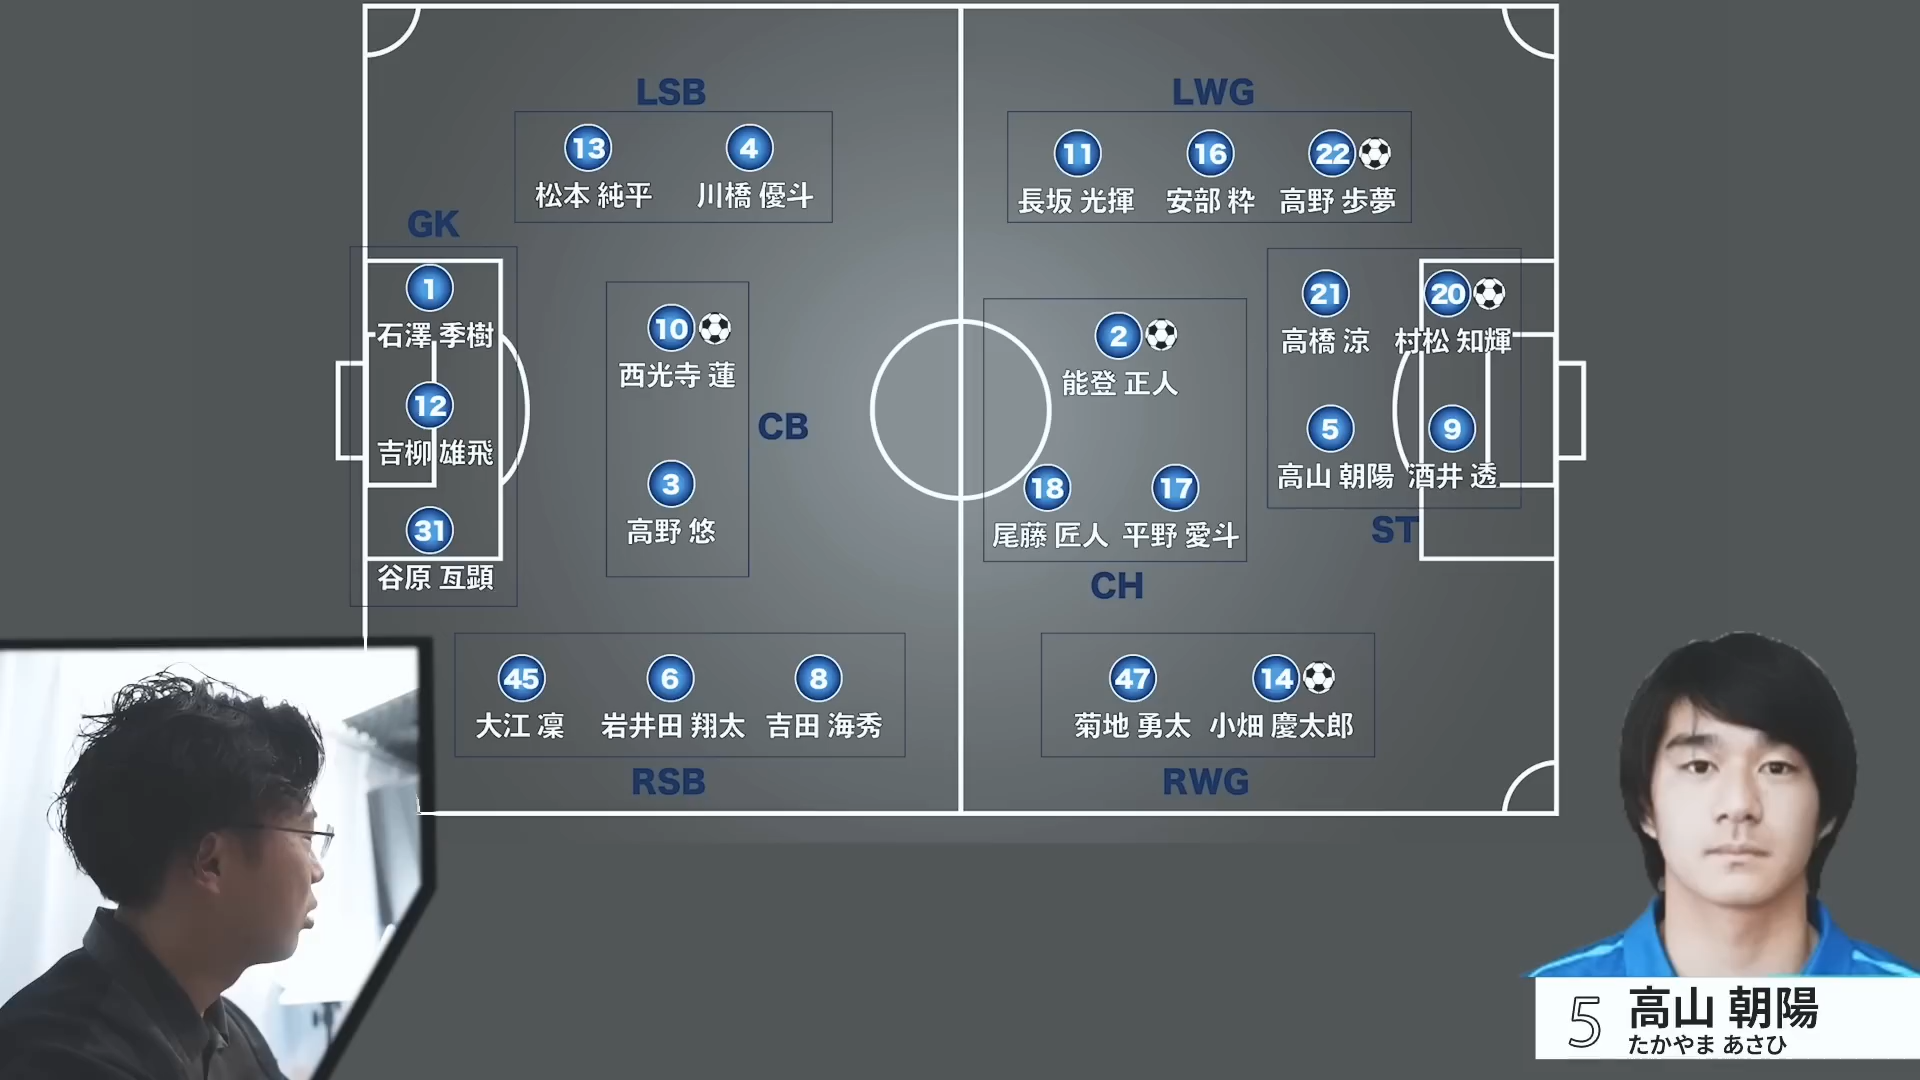 LSB
13 4
松本 純平 川橋 優斗
LWG
11 16 22
長坂 光揮 安部 粋 高野 歩夢
GK
1
石澤 季樹
12
吉柳 雄飛
31
谷原 亙顕
10
西光寺 蓮
3
高野 悠
CB
2
能登 正人
18 17
尾藤 匠人 平野 愛斗
CH
21 20
高橋 涼 村松 知輝
5 9
高山 朝陽 酒井 透
ST
45 6 8
大江 凜 岩井田 翔太 吉田 海秀
RSB
47 14
菊地 勇太 小畑 慶太郎
RWG
5 高山 朝陽
たかやま あさひ